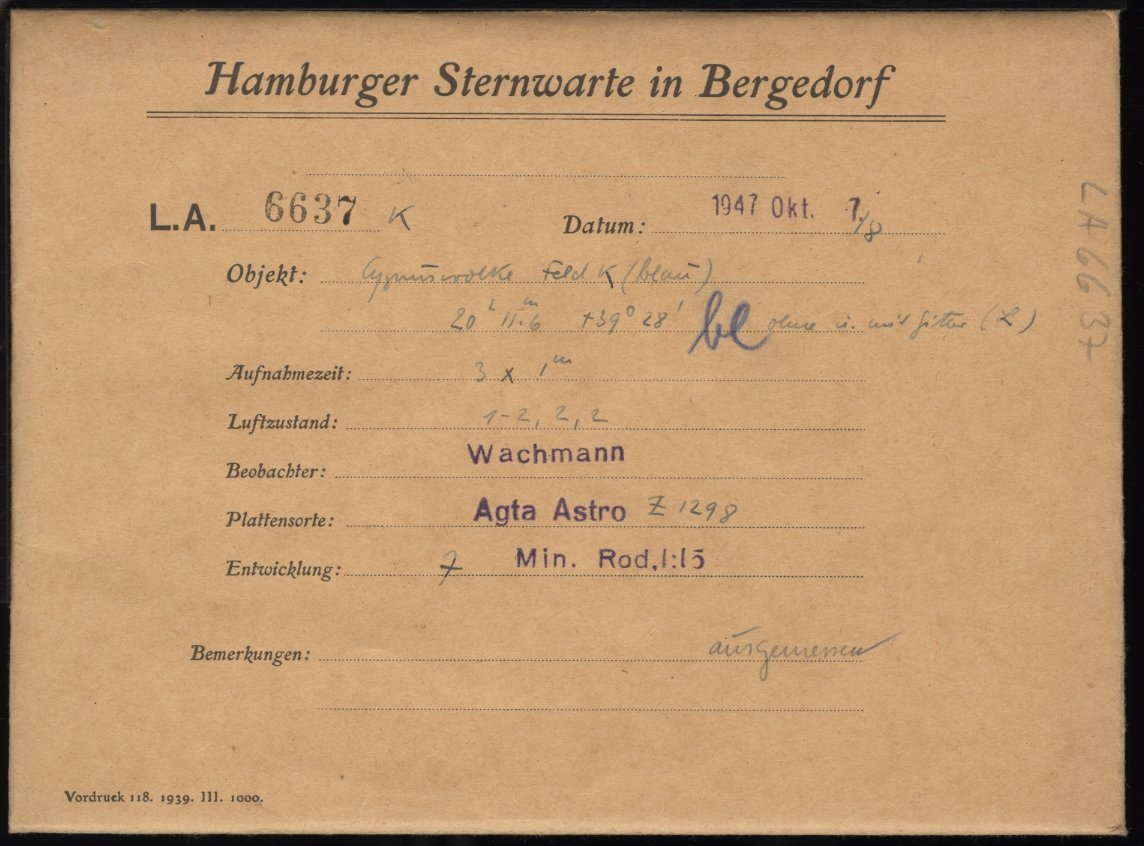 Hamburger Sternwarte in Bergedorf
L.A. 6637 K Datum: 1947 Okt. 7./8
Objekt: Cygnuswolke Feld K (blau)
20h 11.m6 +39° 28' bl ohne u. mit Gitter (L)
Aufnahmezeit: 3 x 1m
Luftzustand: 1-2, 2, 2
Beobachter: Wachmann
Plattensorte: Agfa Astro Z 1298
Entwicklung: 7 Min. Rod. 1:15
Bemerkungen: ausgemessen
Vordruck 118. 1939. III. 1000.
LA 6637